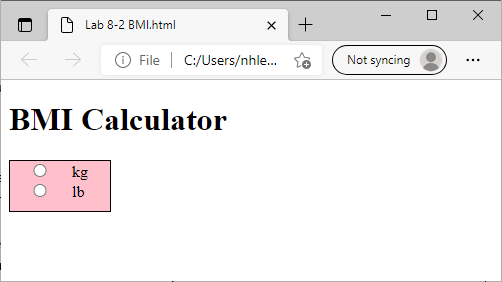 Lab 8-2 BMI.html
File
C:/Users/nhle...
Not syncing
BMI Calculator
kg
lb